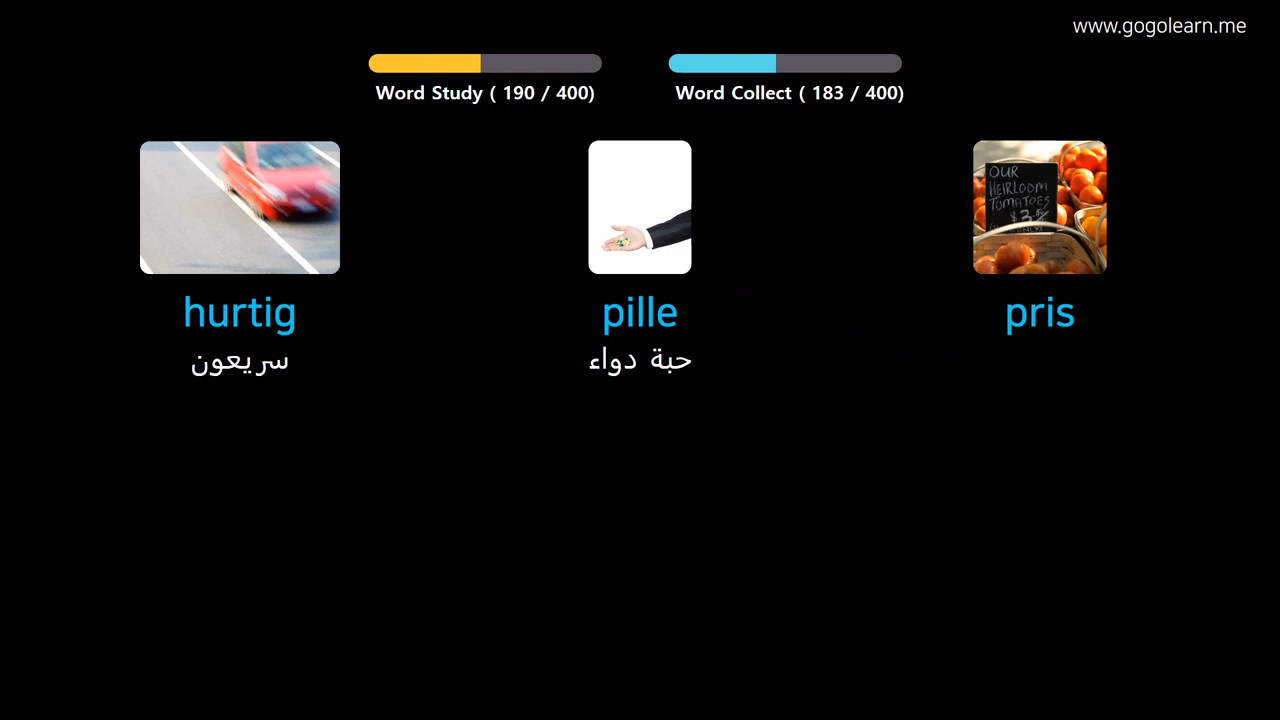 www.gogolearn.me
Word Study ( 190 / 400)
Word Collect ( 183 / 400)
OUR
HEIRLOOM
TOMATOES
hurtig
pille
pris
سريعون
حبة دواء